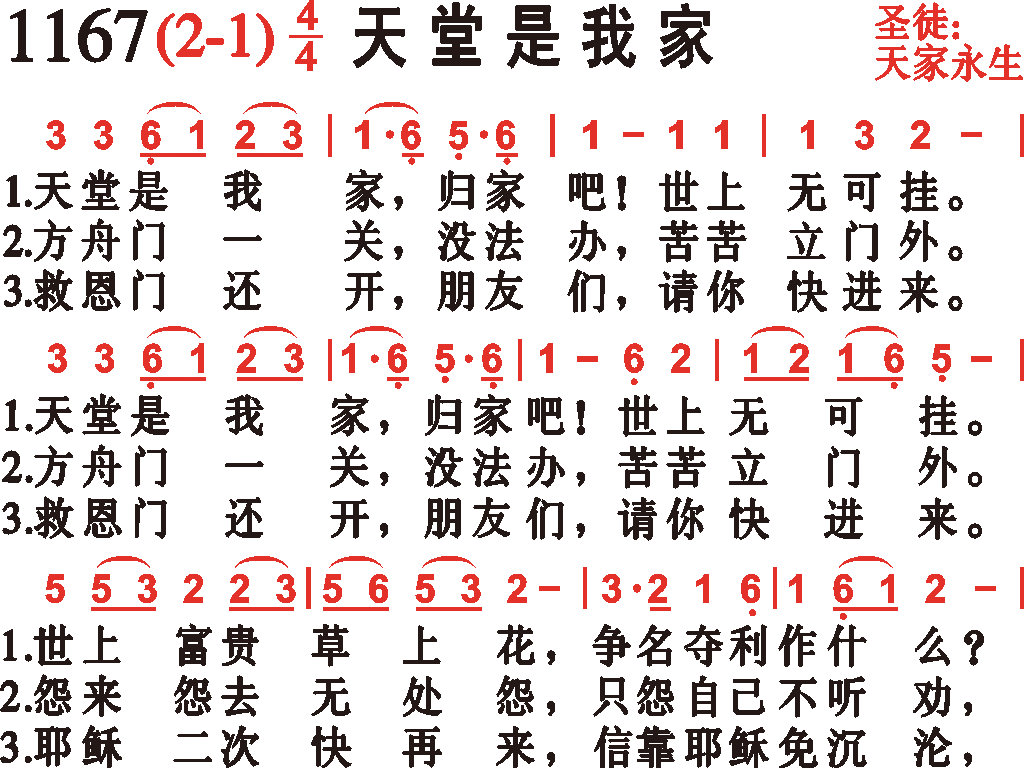 1167(2-1) 4/4 天堂是我家 圣徒:
天家永生
3 3 6 1 2 3 | 1·6 5·6 | 1 - 1 1 | 1 3 2 - |
1.天堂是 我 家,归家 吧!世上 无可挂。
2.方舟门 一 关,没法 办,苦苦 立门外。
3.救恩门 还 开,朋友 们,请你 快进来。
3 3 6 1 2 3 | 1·6 5·6 | 1 - 6 2 | 1 2 1 6 5 - |
1.天堂是 我 家,归家吧!世上无 可 挂。
2.方舟门 一 关,没法办,苦苦立 门 外。
3.救恩门 还 开,朋友们,请你快 进 来。
5 5 3 2 2 3 | 5 6 5 3 2 - | 3·2 1 6 | 1 6 1 2 - |
1.世上 富贵 草 上 花,争名夺利作什 么?
2.怨来 怨去 无 处 怨,只怨自己不听 劝,
3.耶稣 二次 快 再 来,信靠耶稣免沉 沦,